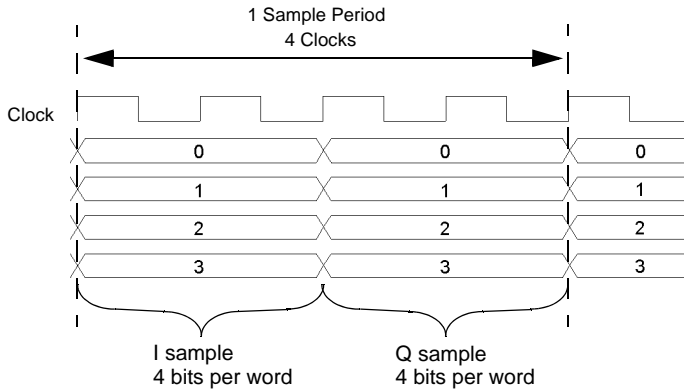 1 Sample Period
4 Clocks
Clock
0 0 0
1 1 1
2 2 2
3 3 3
I sample
4 bits per word
Q sample
4 bits per word